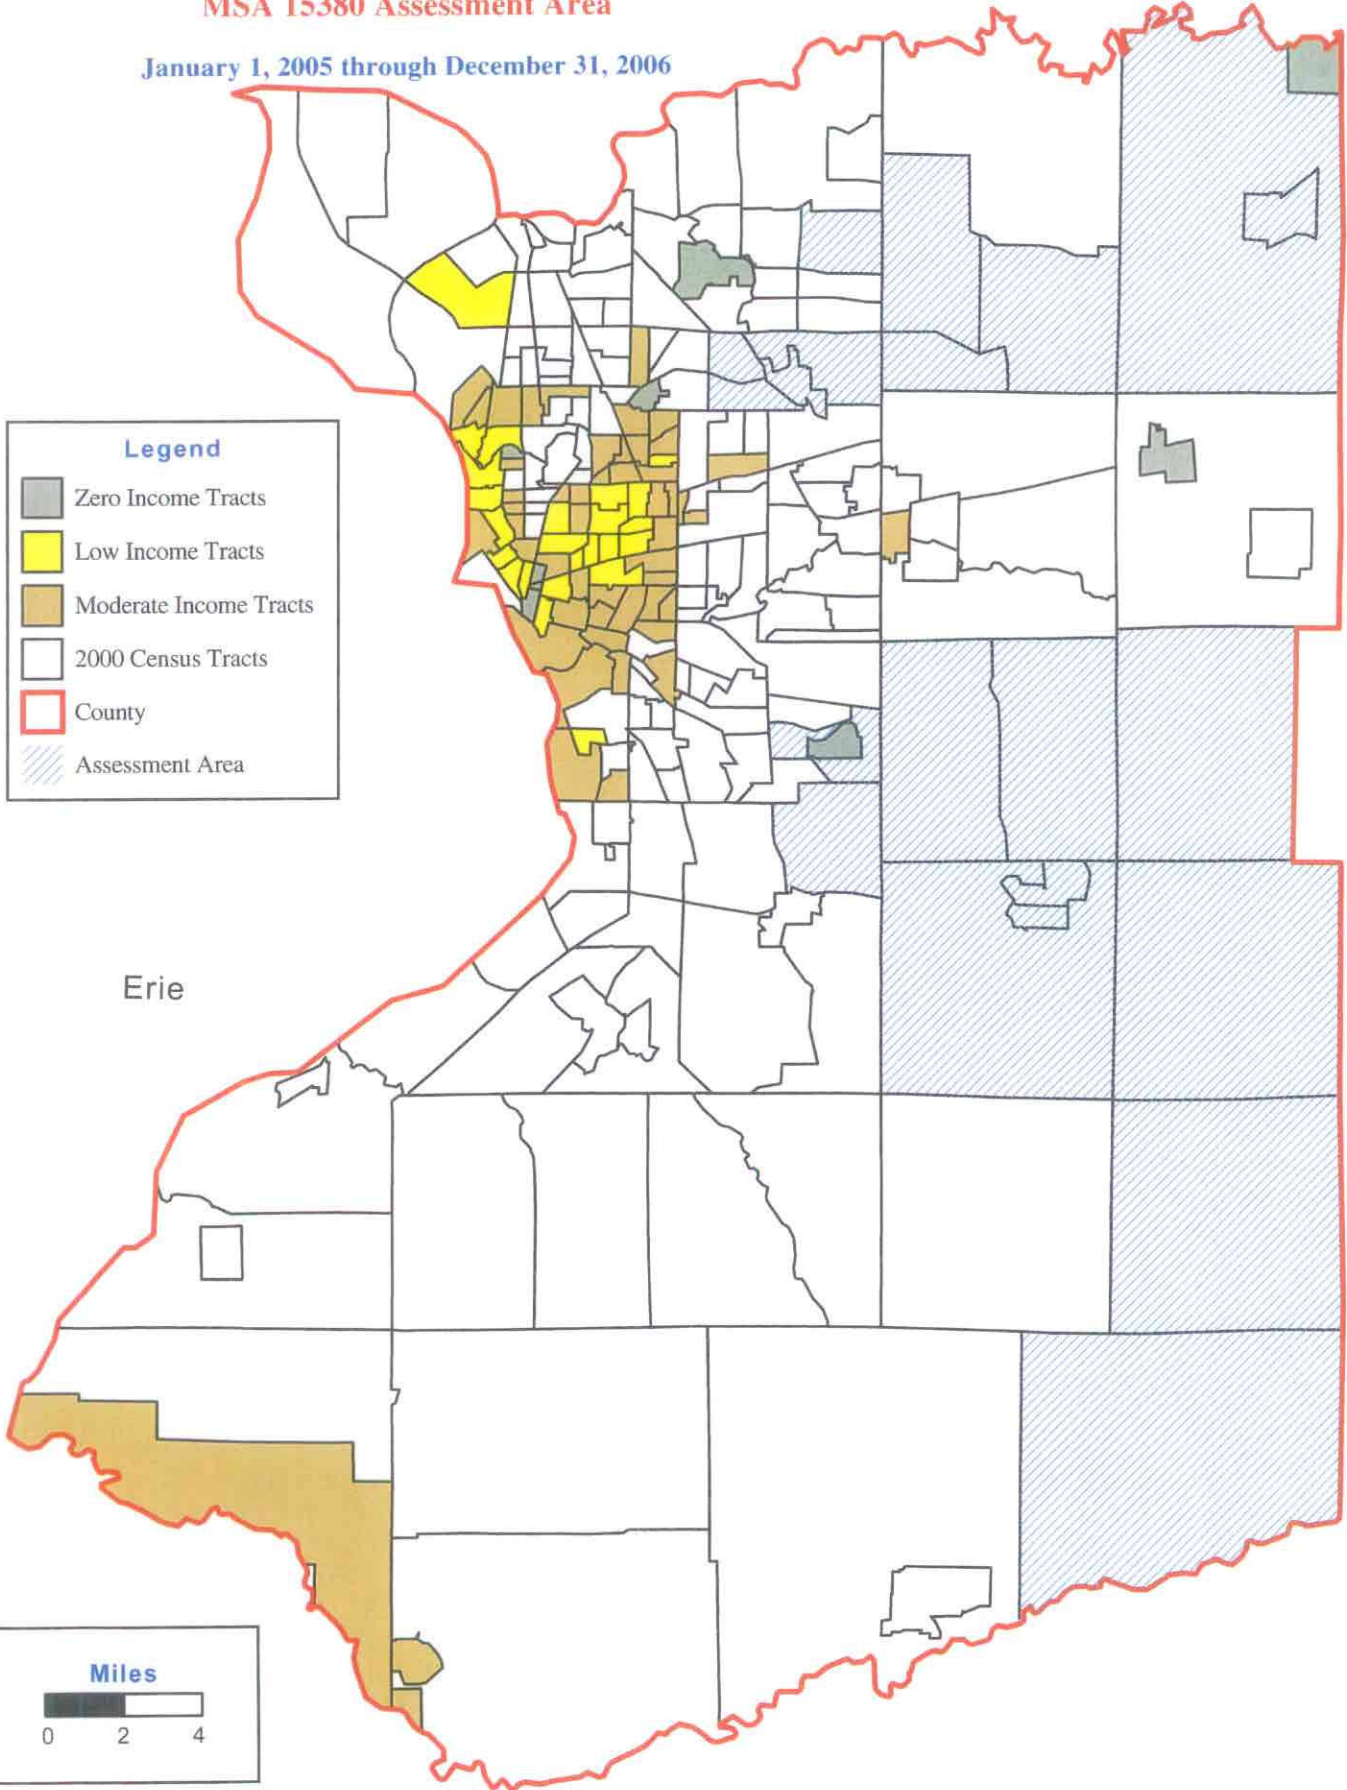 MSA 15380 Assessment Area
January 1, 2005 through December 31, 2006
Legend
Zero Income Tracts
Low Income Tracts
Moderate Income Tracts
2000 Census Tracts
County
Assessment Area
Erie
Miles
0 2 4